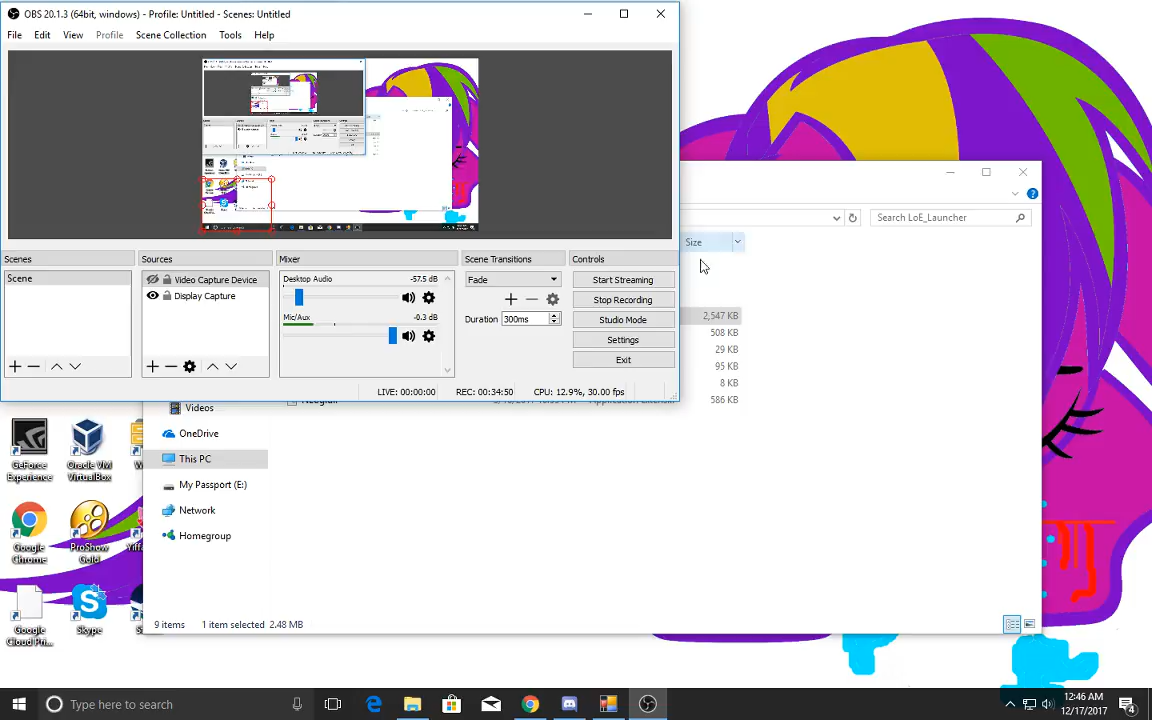 OBS 20.1.3 (64bit, windows) - Profile: Untitled - Scenes: Untitled
File Edit View Profile Scene Collection Tools Help
Scenes Sources Mixer Scene Transitions Controls
Scene
Video Capture Device
Display Capture
Desktop Audio -57.5 dB
Mic/Aux -0.3 dB
Fade
Duration 300ms
Start Streaming
Stop Recording
Studio Mode
Settings
Exit
LIVE: 00:00:00 REC: 00:34:50 CPU: 12.9%, 30.00 fps
Search LoE_Launcher
Size
2,547 KB
508 KB
29 KB
95 KB
8 KB
586 KB
Videos
OneDrive
This PC
My Passport (E:)
Network
Homegroup
9 items 1 item selected 2.48 MB
GeForce
Experience
Oracle VM
VirtualBox
Google
Chrome
ProShow
Gold
Google
Cloud Pri...
Skype
Type here to search
12:46 AM
12/17/2017
4